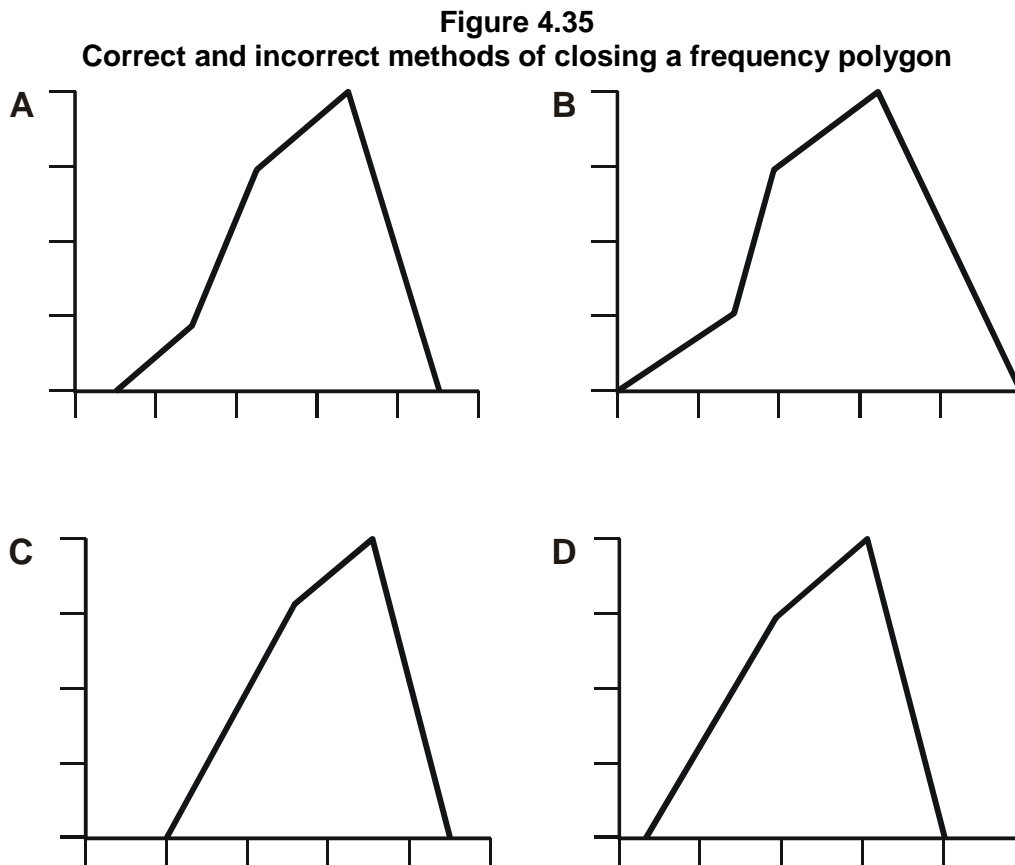 Figure 4.35
Correct and incorrect methods of closing a frequency polygon
A
B
C
D